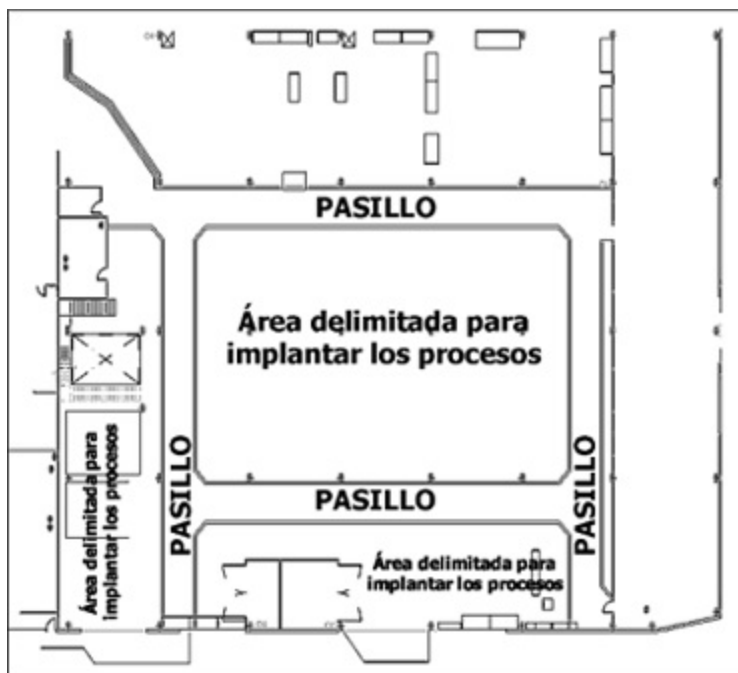 PASILLO
Área delimitada para
implantar los procesos
PASILLO
Área delimitada para
implantar los procesos
PASILLO
PASILLO
Área delimitada para
implantar los procesos